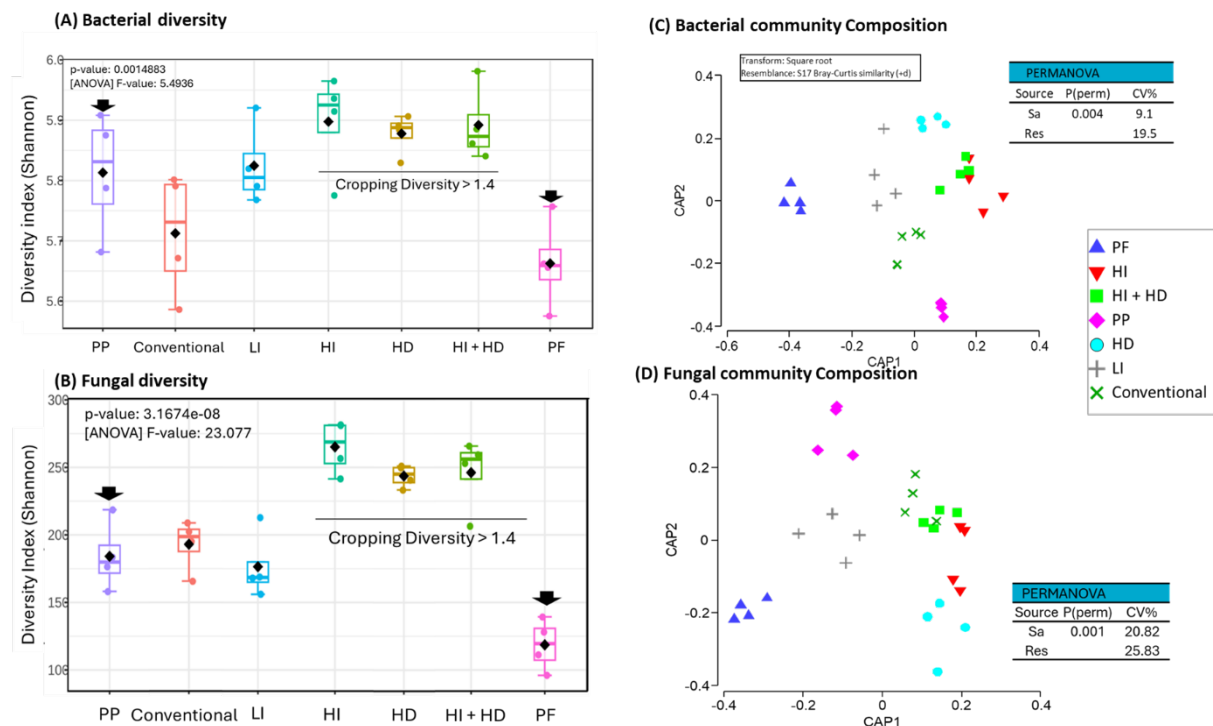 (A) Bacterial diversity
p-value: 0.0014883
[ANOVA] F-value: 5.4936
Diversity index (Shannon)
6.0
5.9
5.8
5.7
5.6
Cropping Diversity > 1.4
PP Conventional LI HI HD HI + HD PF
(B) Fungal diversity
p-value: 3.1674e-08
[ANOVA] F-value: 23.077
Diversity Index (Shannon)
300
250
200
150
100
Cropping Diversity > 1.4
PP Conventional LI HI HD HI + HD PF
(C) Bacterial community Composition
Transform: Square root
Resemblance: S17 Bray-Curtis similarity (+d)
PERMANOVA
Source P(perm) CV%
Sa 0.004 9.1
Res 19.5
CAP2
0.4
0.2
0
-0.2
-0.4
-0.6 -0.4 -0.2 0 0.2 0.4
CAP1
PF
HI
HI + HD
PP
HD
LI
Conventional
(D) Fungal community Composition
CAP2
0.4
0.2
0
-0.2
-0.4
-0.4 -0.2 0 0.2 0.4
CAP1
PERMANOVA
Source P(perm) CV%
Sa 0.001 20.82
Res 25.83